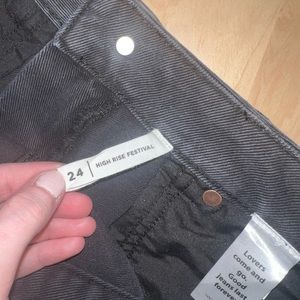 24 | HIGH RISE FESTIVAL
Lovers
come and
go.
Good
jeans last
forever